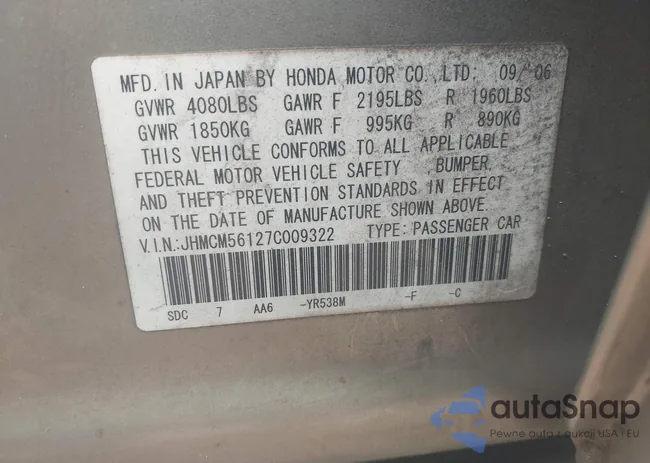 MFD. IN JAPAN BY HONDA MOTOR CO., LTD: 09/'06
GVWR 4080LBS GAWR F 2195LBS R 1960LBS
GVWR 1850KG GAWR F 995KG R 890KG
THIS VEHICLE CONFORMS TO ALL APPLICABLE
FEDERAL MOTOR VEHICLE SAFETY ,BUMPER,
AND THEFT PREVENTION STANDARDS IN EFFECT
ON THE DATE OF MANUFACTURE SHOWN ABOVE.
V.I.N.:JHMCM56127C009322 TYPE: PASSENGER CAR
SDC 7 AA6 -YR538M -F -C
autaSnap
Pewne auta z aukcji USA i EU